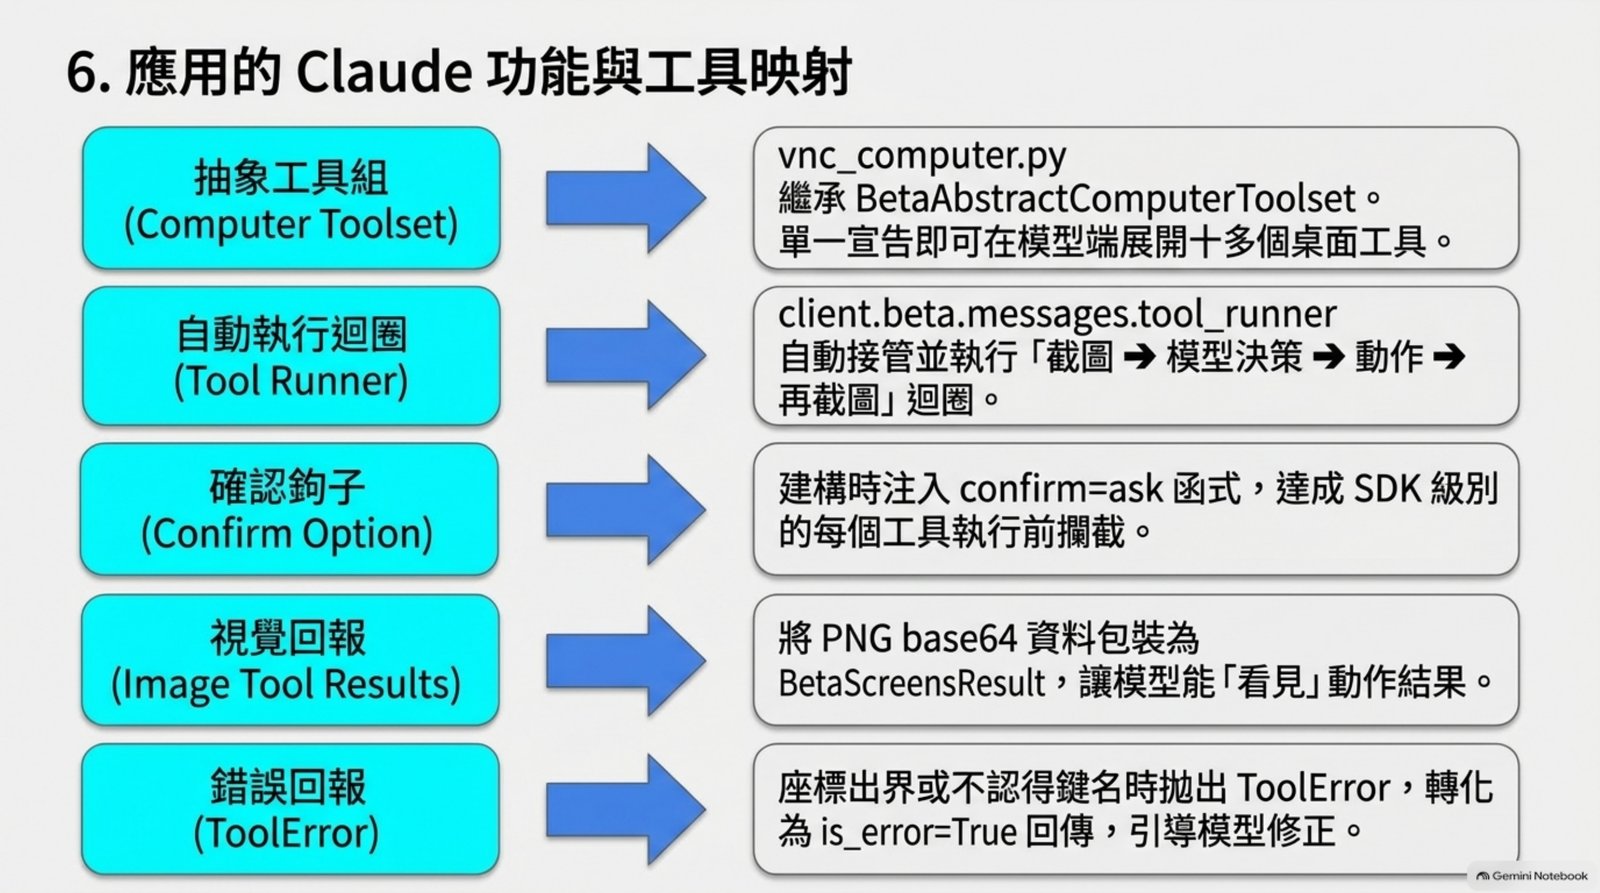 6. 應用的 Claude 功能與工具映射
抽象工具組
(Computer Toolset)
vnc_computer.py
繼承 BetaAbstractComputerToolset。
單一宣告即可在模型端展開十多個桌面工具。
自動執行迴圈
(Tool Runner)
client.beta.messages.tool_runner
自動接管並執行「截圖 ➔ 模型決策 ➔ 動作 ➔
再截圖」迴圈。
確認鉤子
(Confirm Option)
建構時注入 confirm=ask 函式，達成 SDK 級別
的每個工具執行前攔截。
視覺回報
(Image Tool Results)
將 PNG base64 資料包裝為
BetaScreensResult，讓模型能「看見」動作結果。
錯誤回報
(ToolError)
座標出界或不認得鍵名時拋出 ToolError，轉化
為 is_error=True 回傳，引導模型修正。
Gemini Notebook